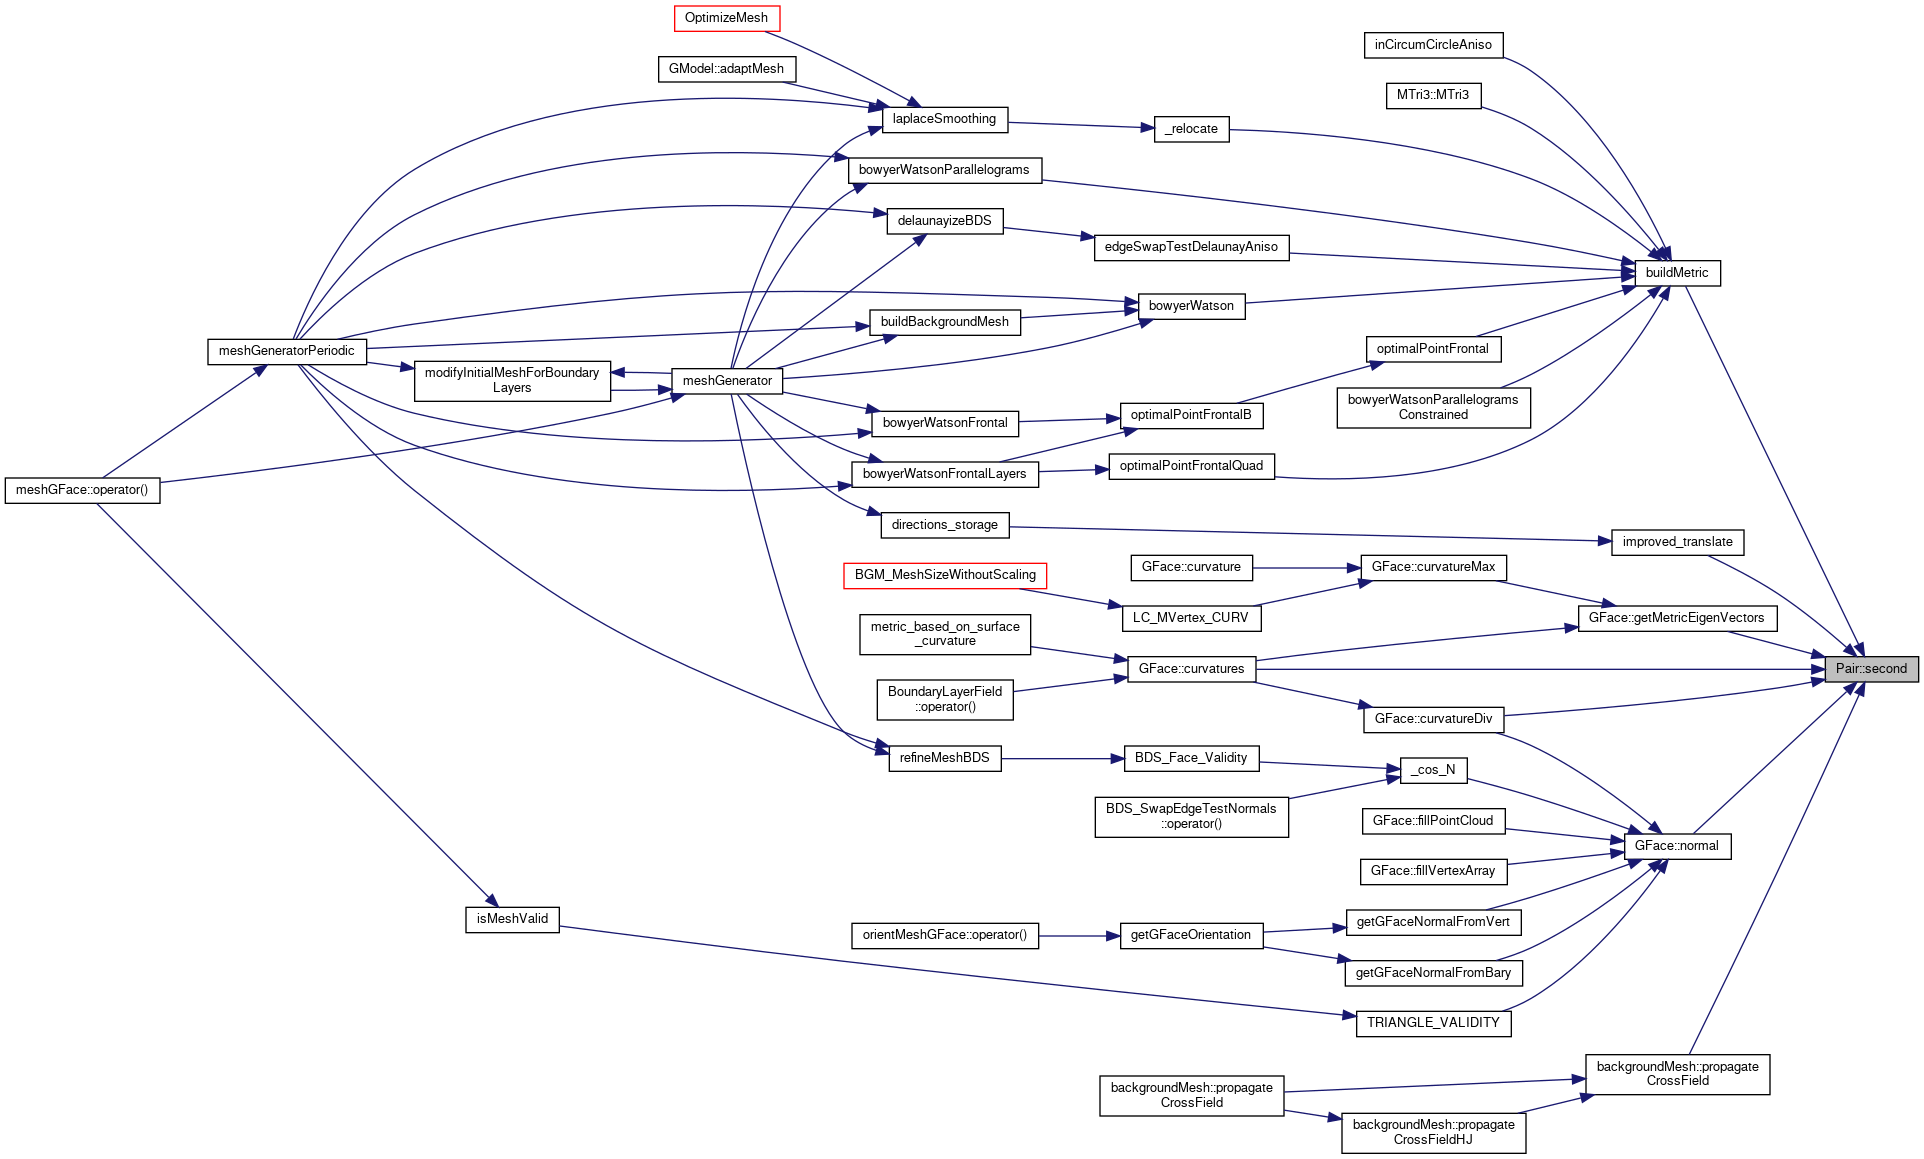 OptimizeMesh
GModel::adaptMesh
laplaceSmoothing
bowyerWatsonParallelograms
delaunayizeBDS
_relocate
edgeSwapTestDelaunayAniso
inCircumCircleAniso
MTri3::MTri3
buildMetric
bowyerWatson
buildBackgroundMesh
meshGeneratorPeriodic
modifyInitialMeshForBoundary
Layers
meshGenerator
optimalPointFrontal
bowyerWatsonParallelograms
Constrained
optimalPointFrontalB
bowyerWatsonFrontal
bowyerWatsonFrontalLayers
optimalPointFrontalQuad
meshGFace::operator()
directions_storage
improved_translate
GFace::curvature
GFace::curvatureMax
BGM_MeshSizeWithoutScaling
LC_MVertex_CURV
GFace::getMetricEigenVectors
metric_based_on_surface
_curvature
GFace::curvatures
Pair::second
BoundaryLayerField
::operator()
GFace::curvatureDiv
refineMeshBDS
BDS_Face_Validity
_cos_N
BDS_SwapEdgeTestNormals
::operator()
GFace::fillPointCloud
GFace::normal
GFace::fillVertexArray
isMeshValid
orientMeshGFace::operator()
getGFaceOrientation
getGFaceNormalFromVert
getGFaceNormalFromBary
TRIANGLE_VALIDITY
backgroundMesh::propagate
CrossField
backgroundMesh::propagate
CrossField
backgroundMesh::propagate
CrossFieldHJ